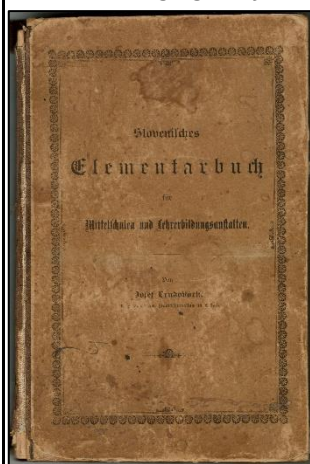 Slovenisches
Elementarbuch
für
Mittelschulen und Lehrerbildungsanstalten.
Von
Josef